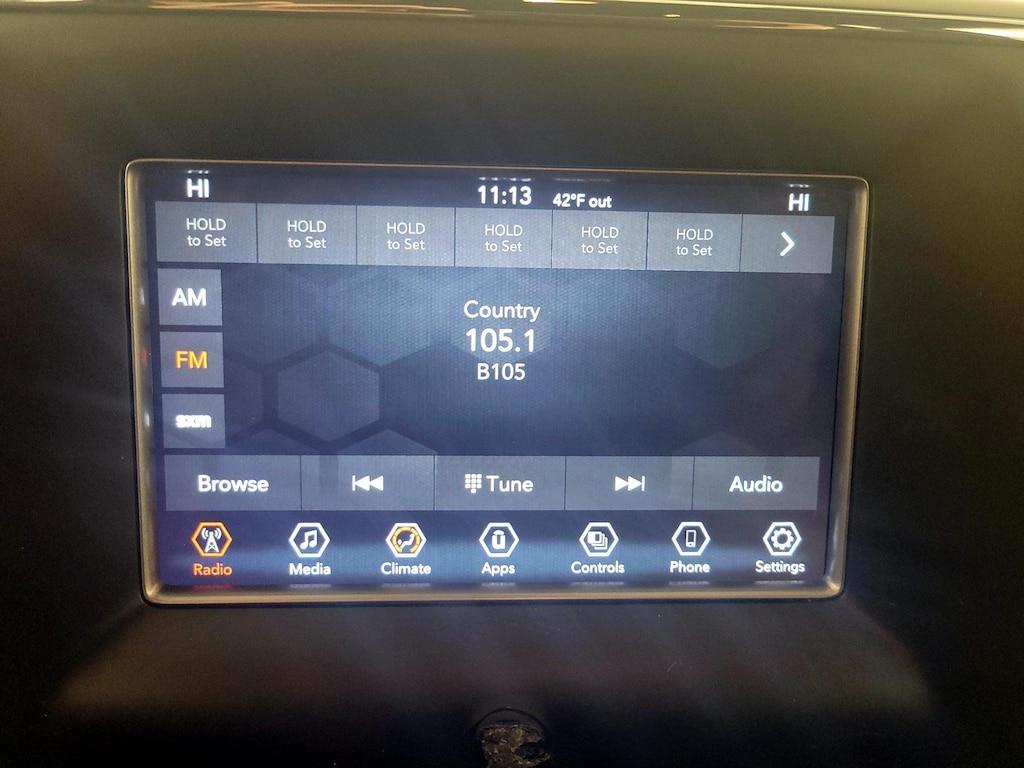 HI
11:13 42°F out
HI
HOLD to Set
HOLD to Set
HOLD to Set
HOLD to Set
HOLD to Set
HOLD to Set
AM
FM
sxm
Country
105.1
B105
Browse
Tune
Audio
Radio
Media
Climate
Apps
Controls
Phone
Settings